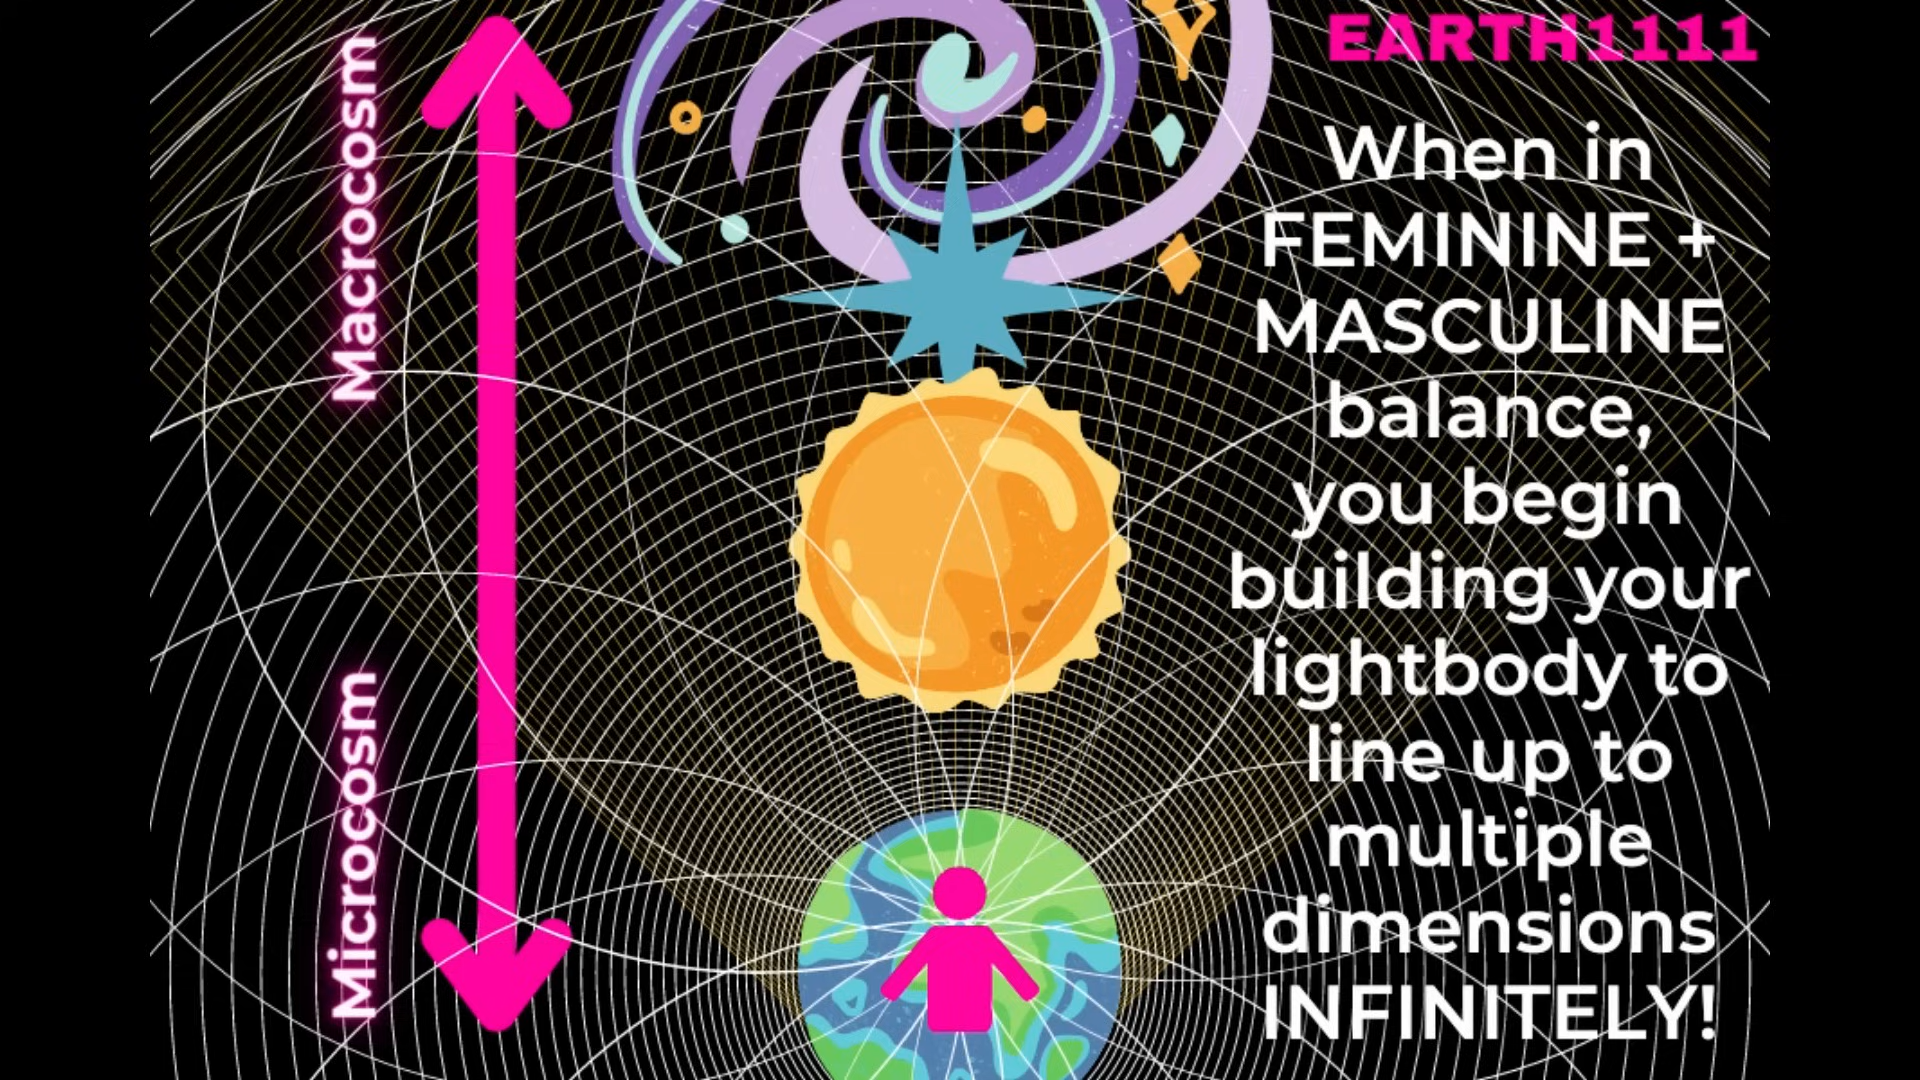 EARTH1111
Macrocosm
Microcosm
When in
FEMININE +
MASCULINE
balance,
you begin
building your
lightbody to
line up to
multiple
dimensions
INFINITELY!